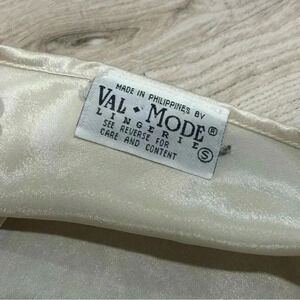 MADE IN PHILIPPINES BY
VAL • MODE ®
LINGERIE
SEE REVERSE FOR
CARE AND CONTENT
S